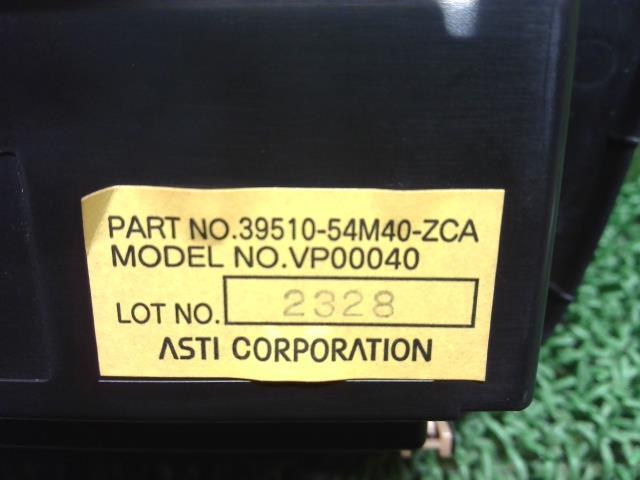 PART NO.39510-54M40-ZCA
MODEL NO.VP00040
LOT NO. 2328
ASTI CORPORATION